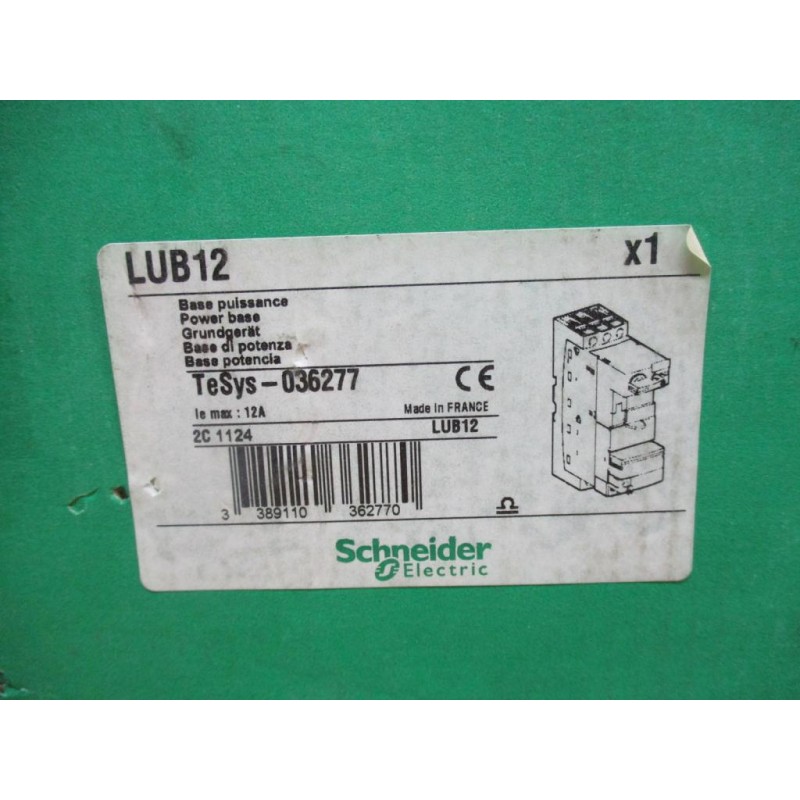 LUB12 x1
Base puissance
Power base
Grundgerät
Base di potenza
Base potencia
TeSys-036277 CE
Ie max : 12A Made in FRANCE
2C 1124 LUB12
3 389110 362770
Schneider
Electric